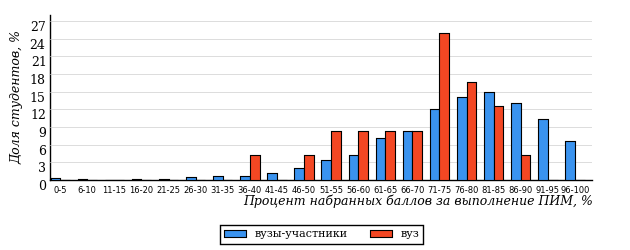 Доля студентов, %
27
24
21
18
15
12
9
6
3
0
0-5 6-10 11-15 16-20 21-25 26-30 31-35 36-40 41-45 46-50 51-55 56-60 61-65 66-70 71-75 76-80 81-85 86-90 91-95 96-100
Процент набранных баллов за выполнение ПИМ, %
вузы-участники вуз